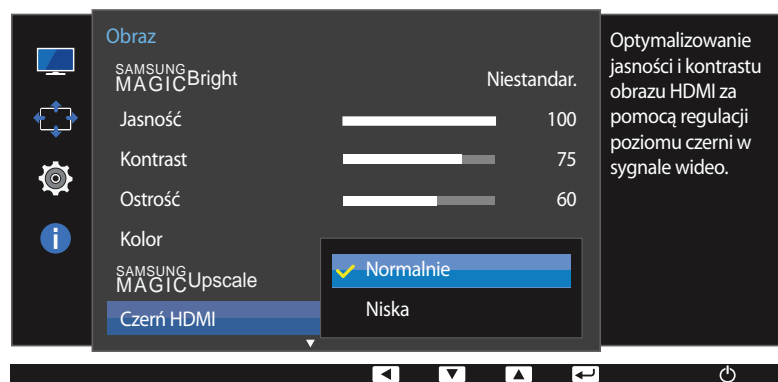 Obraz
SAMSUNG
MAGICBright Niestandar.
Jasność 100
Kontrast 75
Ostrość 60
Kolor
SAMSUNG
MAGICUpscale
Czerń HDMI
Normalnie
Niska
Optymalizowanie
jasności i kontrastu
obrazu HDMI za
pomocą regulacji
poziomu czerni w
sygnale wideo.